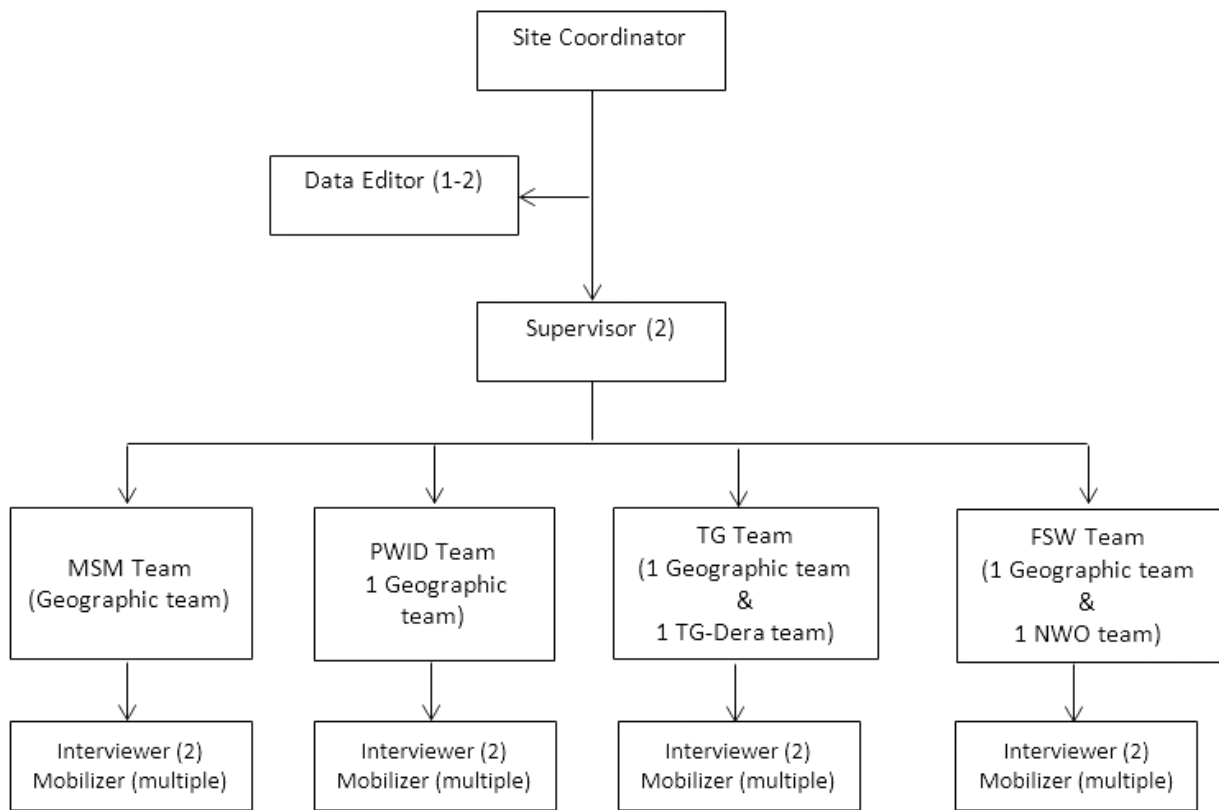 Site Coordinator
Data Editor (1-2)
Supervisor (2)
MSM Team
(Geographic team)
PWID Team
1 Geographic
team)
TG Team
(1 Geographic team
&
1 TG-Dera team)
FSW Team
(1 Geographic team
&
1 NWO team)
Interviewer (2)
Mobilizer (multiple)
Interviewer (2)
Mobilizer (multiple)
Interviewer (2)
Mobilizer (multiple)
Interviewer (2)
Mobilizer (multiple)